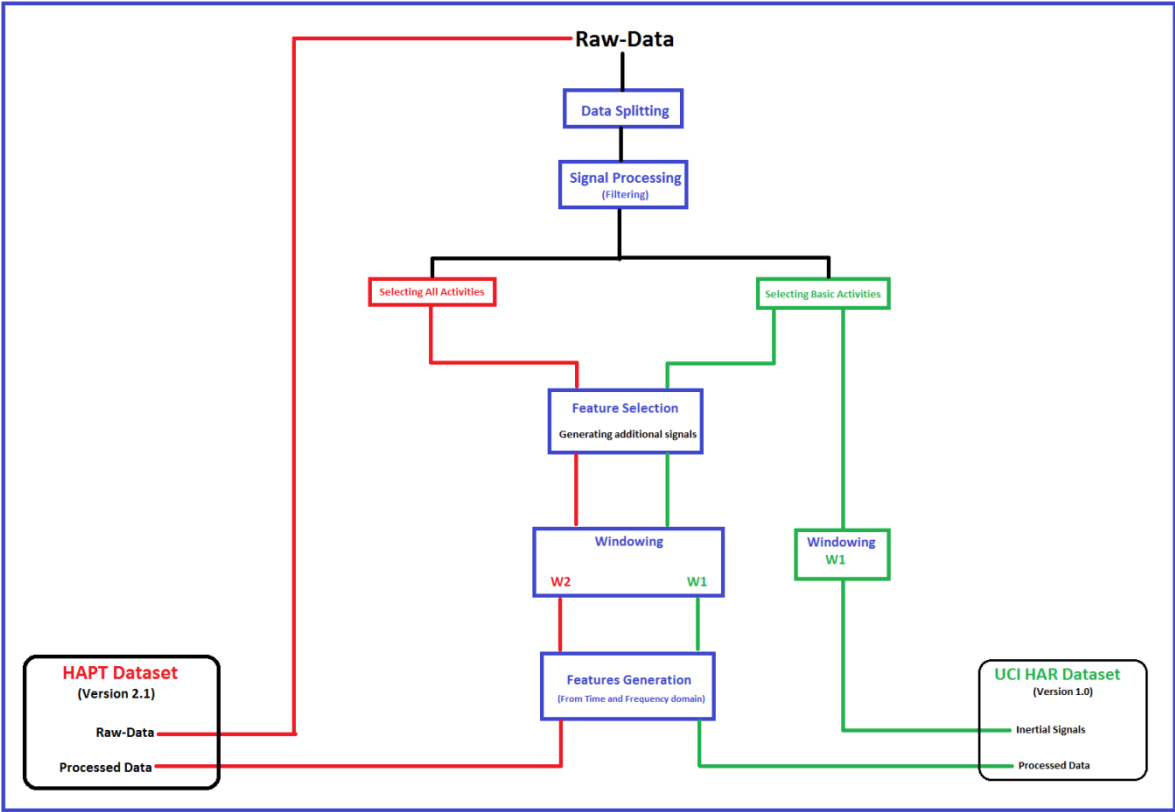 Raw-Data
Data Splitting
Signal Processing
(Filtering)
Selecting All Activities
Selecting Basic Activities
Feature Selection
Generating additional signals
Windowing
W2
W1
Windowing
W1
Features Generation
(From Time and Frequency domain)
HAPT Dataset
(Version 2.1)
Raw-Data
Processed Data
UCI HAR Dataset
(Version 1.0)
Inertial Signals
Processed Data